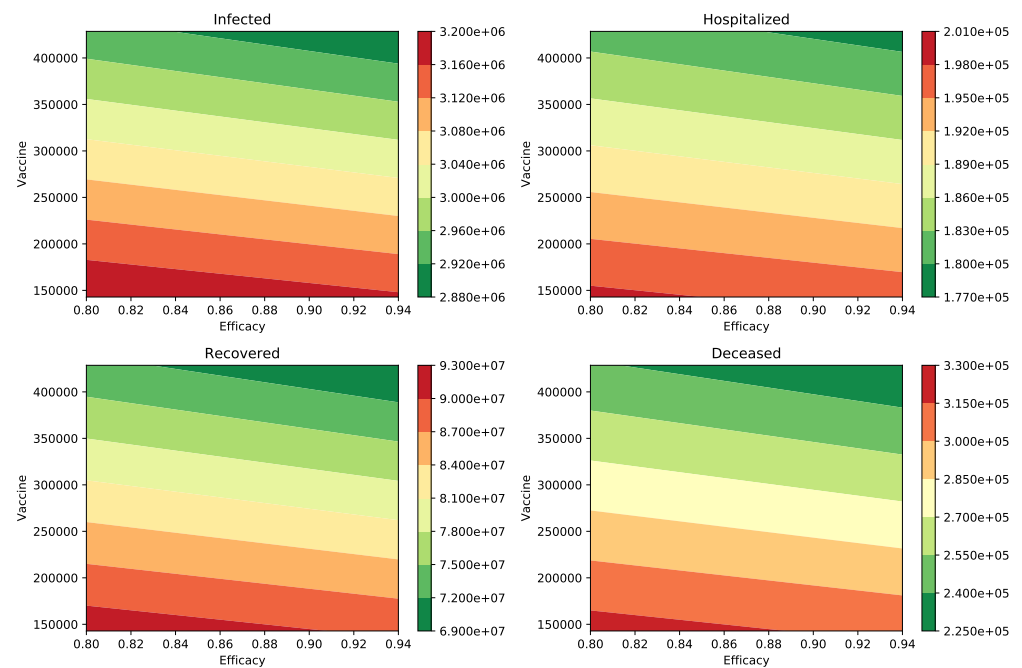 Infected
Hospitalized
Vaccine
400000
350000
300000
250000
200000
150000
0.80 0.82 0.84 0.86 0.88 0.90 0.92 0.94
Efficacy
3.200e+06
3.160e+06
3.120e+06
3.080e+06
3.040e+06
3.000e+06
2.960e+06
2.920e+06
2.880e+06
Vaccine
400000
350000
300000
250000
200000
150000
0.80 0.82 0.84 0.86 0.88 0.90 0.92 0.94
Efficacy
2.010e+05
1.980e+05
1.950e+05
1.920e+05
1.890e+05
1.860e+05
1.830e+05
1.800e+05
1.770e+05
Recovered
Deceased
Vaccine
400000
350000
300000
250000
200000
150000
0.80 0.82 0.84 0.86 0.88 0.90 0.92 0.94
Efficacy
9.300e+07
9.000e+07
8.700e+07
8.400e+07
8.100e+07
7.800e+07
7.500e+07
7.200e+07
6.900e+07
Vaccine
400000
350000
300000
250000
200000
150000
0.80 0.82 0.84 0.86 0.88 0.90 0.92 0.94
Efficacy
3.300e+05
3.150e+05
3.000e+05
2.850e+05
2.700e+05
2.550e+05
2.400e+05
2.250e+05